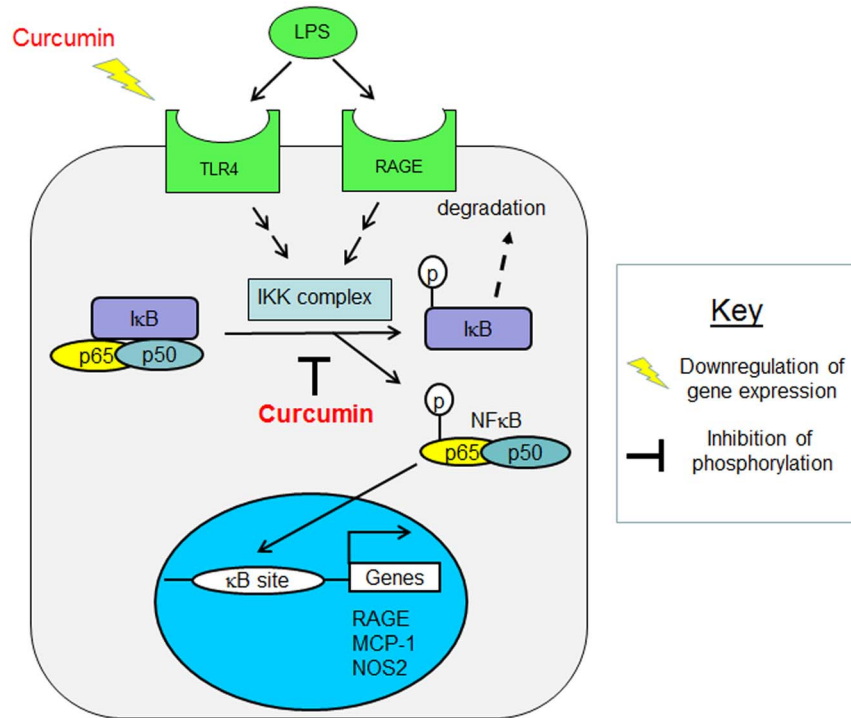 LPS
Curcumin
TLR4
RAGE
degradation
p
IKK complex
IκB
IκB
p65
p50
Curcumin
p
NFκB
p65
p50
κB site
Genes
RAGE
MCP-1
NOS2
Key
Downregulation of
gene expression
Inhibition of
phosphorylation